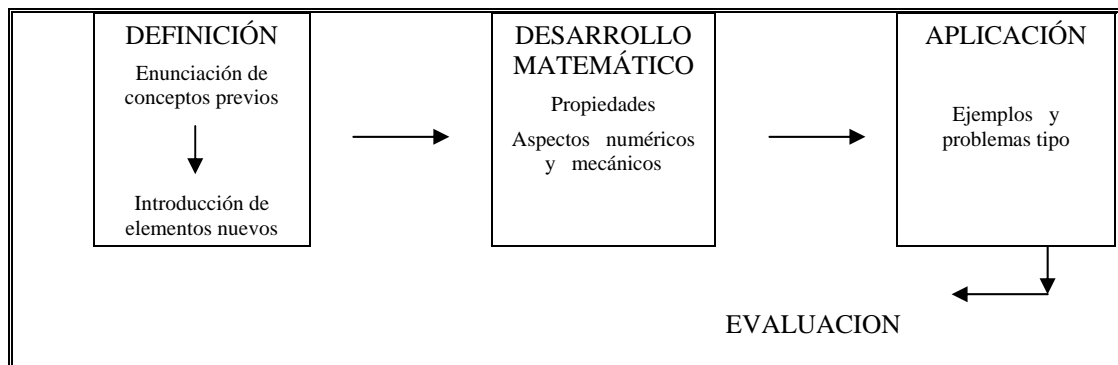 DEFINICIÓN
Enunciación de
conceptos previos
Introducción de
elementos nuevos
DESARROLLO
MATEMÁTICO
Propiedades
Aspectos numéricos
y mecánicos
APLICACIÓN
Ejemplos y
problemas tipo
EVALUACION